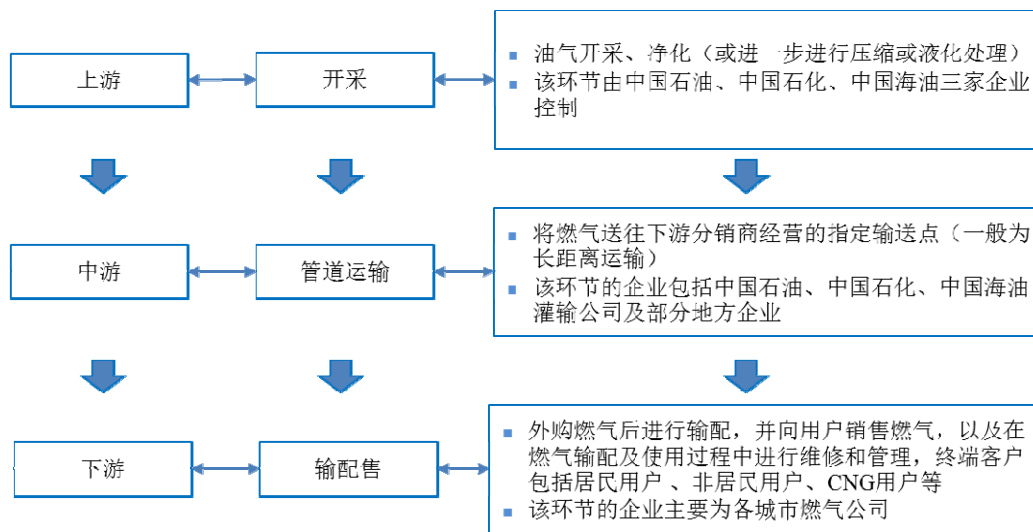 上游
开采
油气开采、净化（或进一步进行压缩或液化处理）
该环节由中国石油、中国石化、中国海油三家企业
控制
中游
管道运输
将燃气送往下游分销商经营的指定输送点（一般为
长距离运输）
该环节的企业包括中国石油、中国石化、中国海油
灌输公司及部分地方企业
下游
输配售
外购燃气后进行输配，并向用户销售燃气，以及在
燃气输配及使用过程中进行维修和管理，终端客户
包括居民用户、非居民用户、CNG用户等
该环节的企业主要为各城市燃气公司